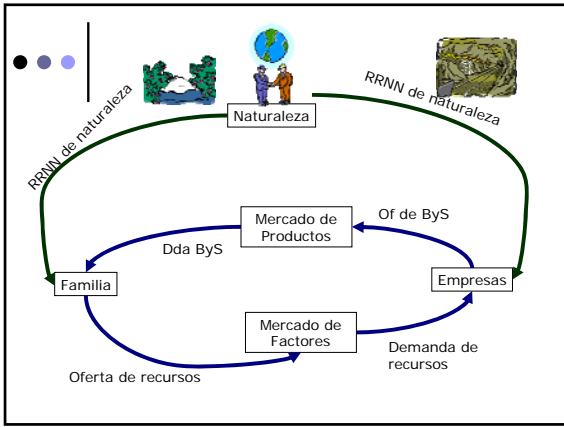 RRNN de naturaleza
RRNN de naturaleza
Naturaleza
Mercado de
Productos
Of de ByS
Dda ByS
Familia
Empresas
Mercado de
Factores
Demanda de
recursos
Oferta de recursos